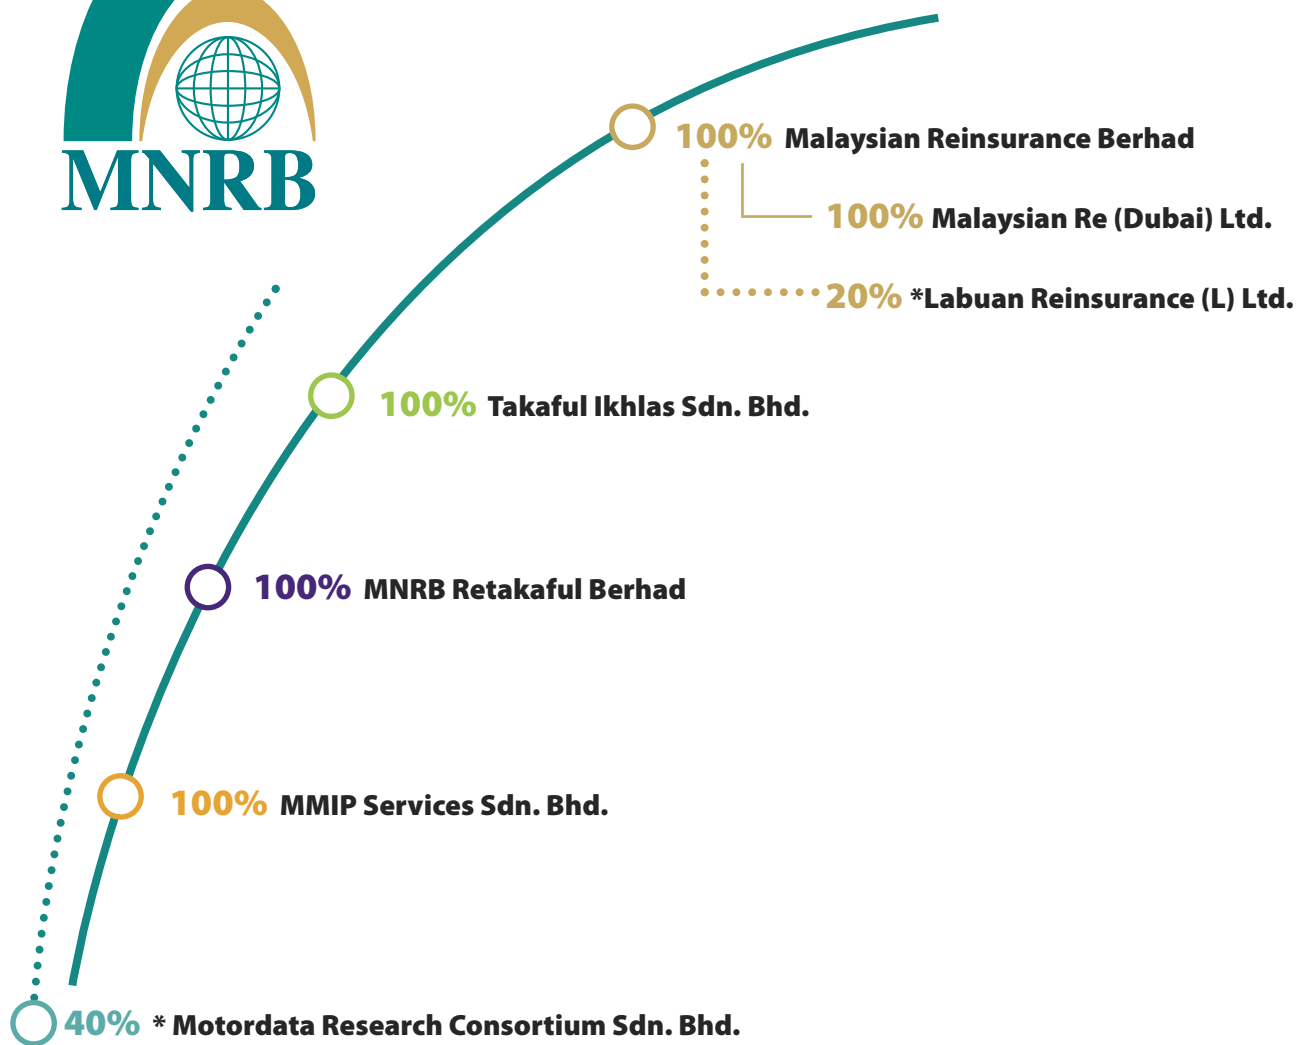 MNRB
100% Malaysian Reinsurance Berhad
100% Malaysian Re (Dubai) Ltd.
20% *Labuan Reinsurance (L) Ltd.
100% Takaful Ikhlas Sdn. Bhd.
100% MNRB Retakaful Berhad
100% MMIP Services Sdn. Bhd.
40% * Motordata Research Consortium Sdn. Bhd.